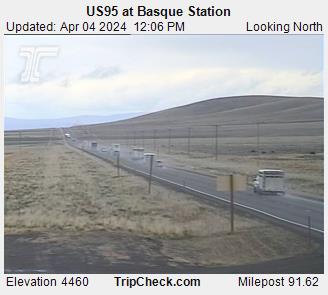 US95 at Basque Station
Updated: Apr 04 2024 12:06 PM Looking North
Elevation 4460 TripCheck.com Milepost 91.62